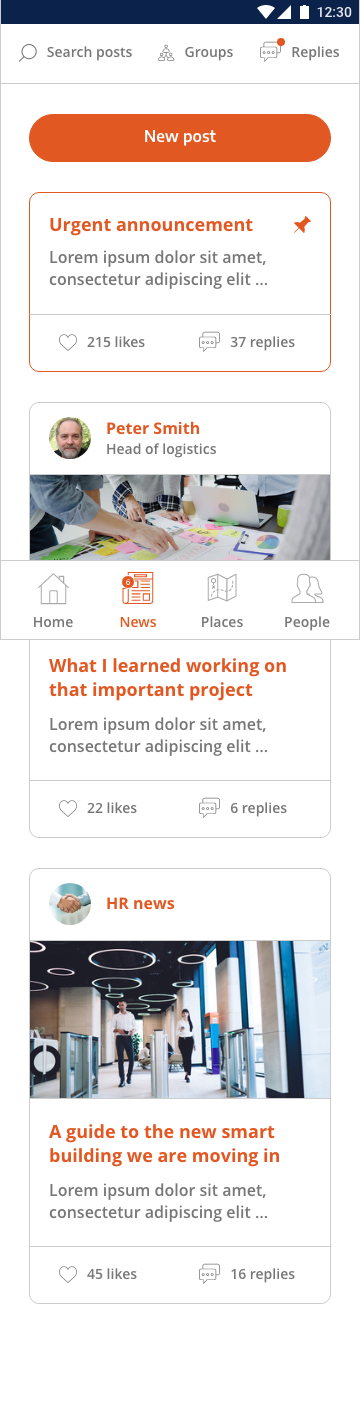 12:30
Search posts
Groups
Replies
New post
Urgent announcement
Lorem ipsum dolor sit amet,
consectetur adipiscing elit ...
215 likes
37 replies
Peter Smith
Head of logistics
6
Home
News
Places
People
What I learned working on
that important project
Lorem ipsum dolor sit amet,
consectetur adipiscing elit ...
22 likes
6 replies
HR news
A guide to the new smart
building we are moving in
Lorem ipsum dolor sit amet,
consectetur adipiscing elit ...
45 likes
16 replies